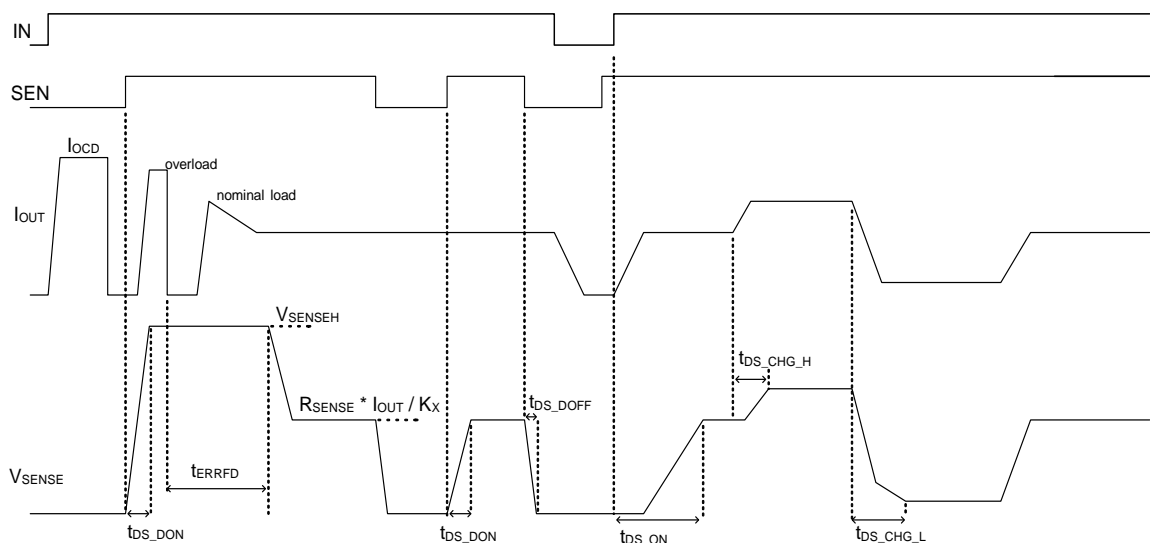 IN
SEN
IOCD
overload
nominal load
IOUT
VSENSEH
tDS_CHG_H
RSENSE * IOUT / KX
tDS_DOFF
tERRFD
VSENSE
tDS_DON
tDS_DON
tDS_ON
tDS_CHG_L